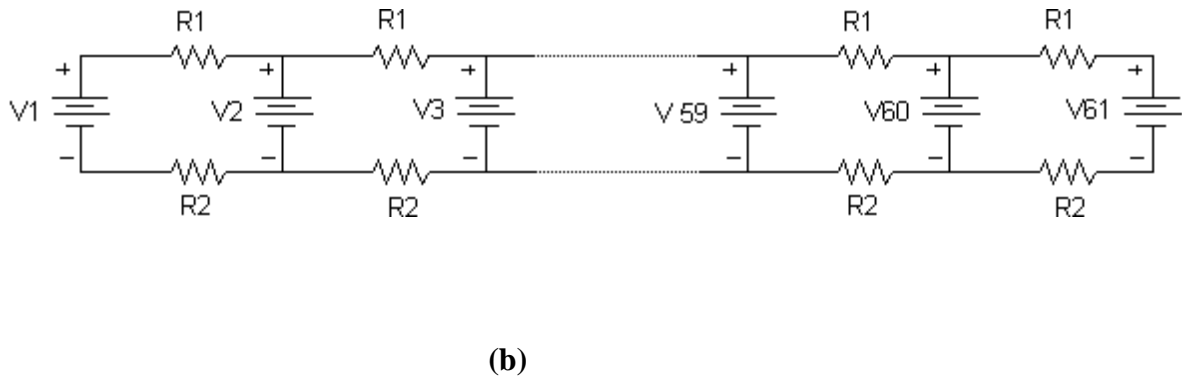 R1 R1 R1 R1
+ + + + + +
V1 V2 V3 V 59 V60 V61
− − − − − −
R2 R2 R2 R2
(b)